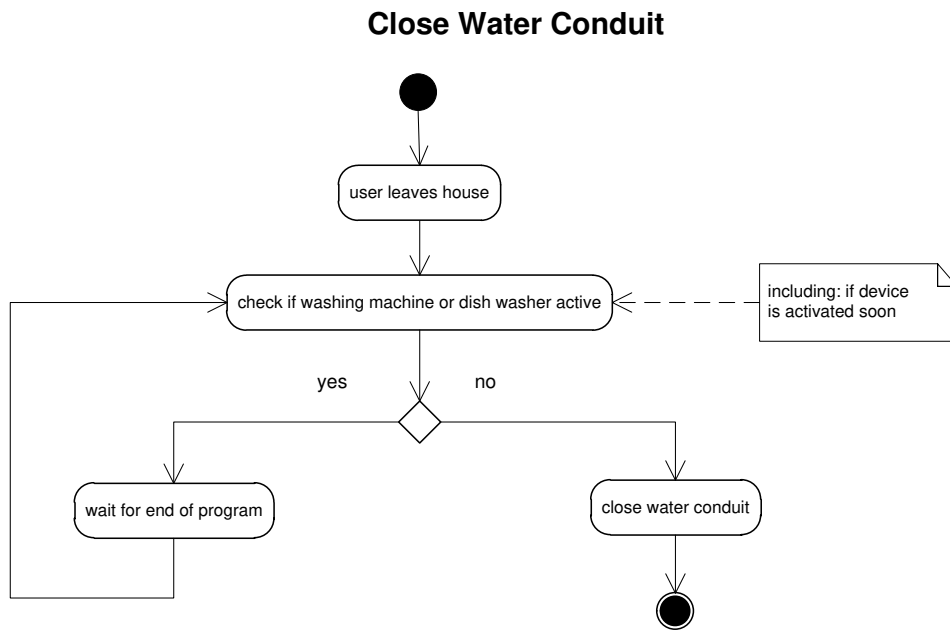 Close Water Conduit
user leaves house
check if washing machine or dish washer active
including: if device
is activated soon
yes
no
wait for end of program
close water conduit